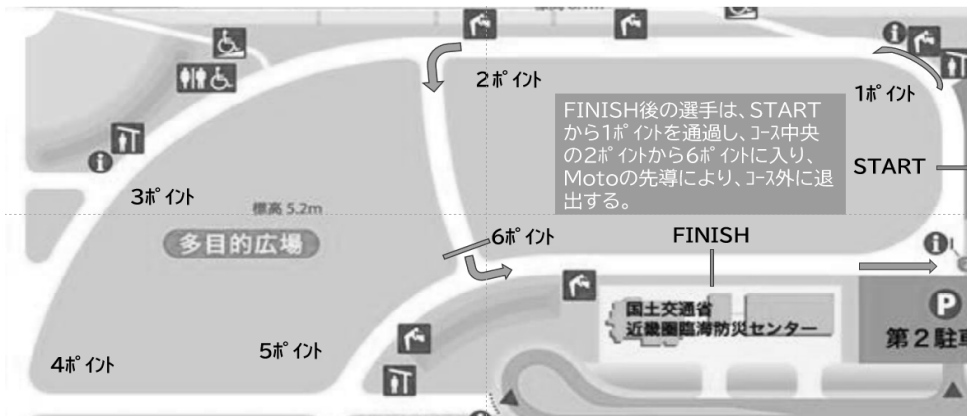 2ﾎﾟｲﾝﾄ
1ﾎﾟｲﾝﾄ
FINISH後の選手は、START
から1ﾎﾟｲﾝﾄを通過し、ｺｰｽ中央
の2ﾎﾟｲﾝﾄから6ﾎﾟｲﾝﾄに入り、
Motoの先導により、ｺｰｽ外に退
出する。
START
3ﾎﾟｲﾝﾄ
標高 5.2m
多目的広場
6ﾎﾟｲﾝﾄ
FINISH
国土交通省
近畿圏臨海防災センター
P
第2駐車
5ﾎﾟｲﾝﾄ
4ﾎﾟｲﾝﾄ